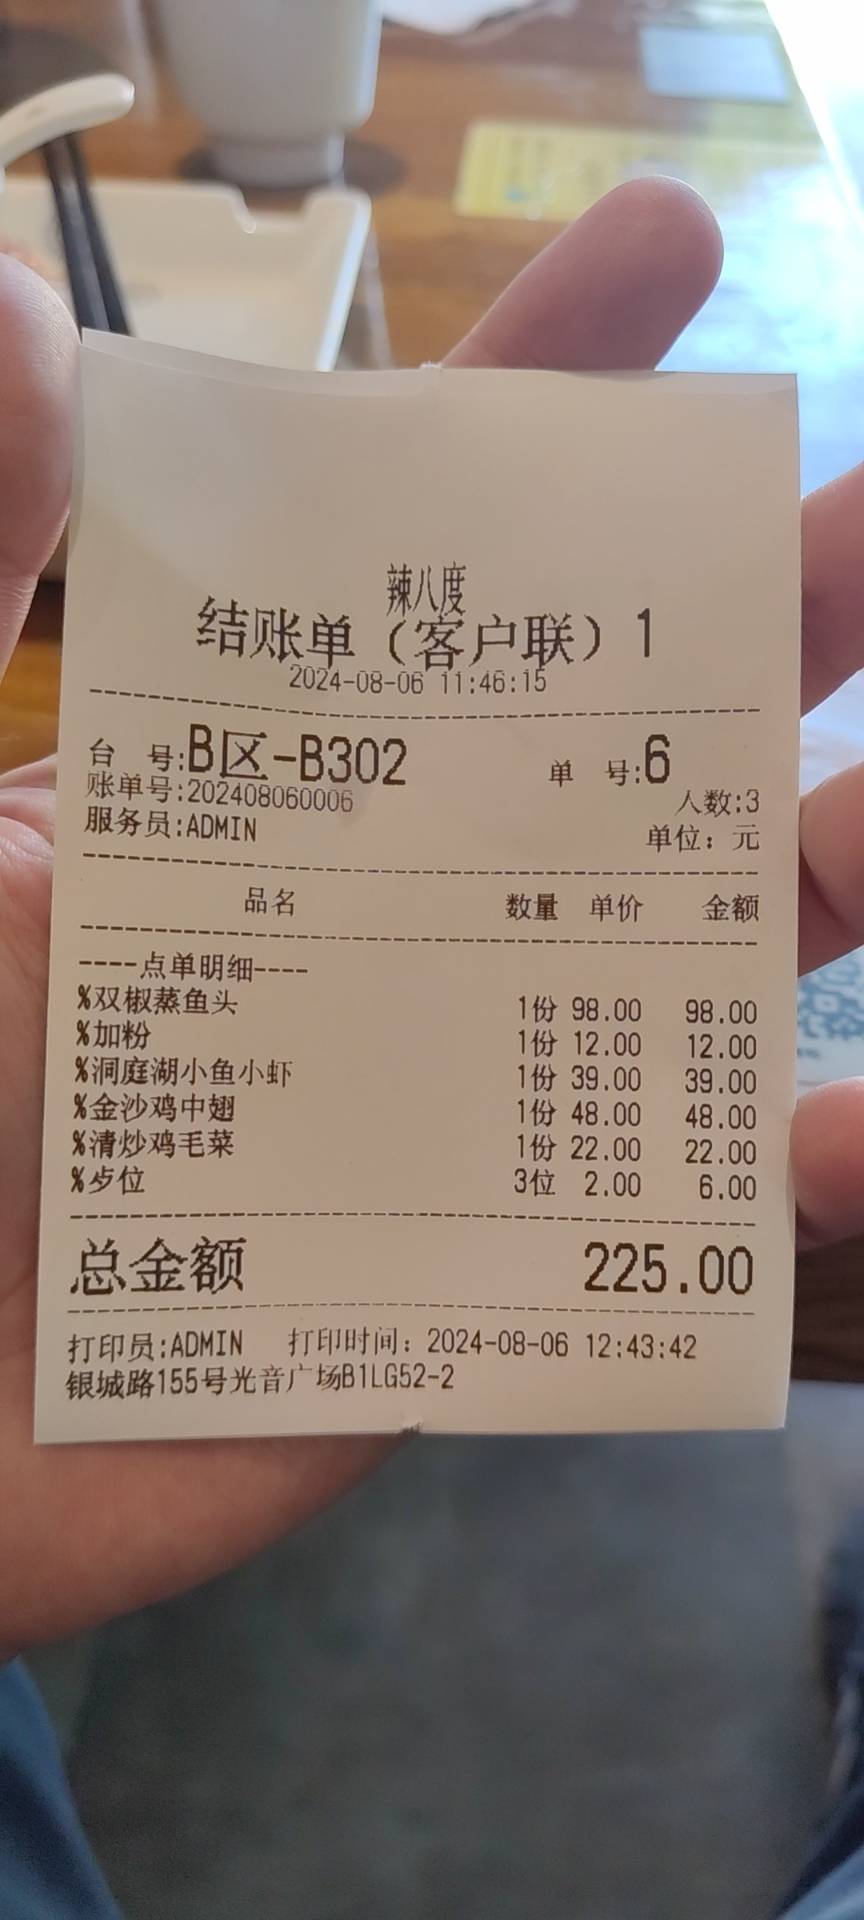 辣八度
结账单（客户联）1
2024-08-06 11:46:15
台 号:B区-B302 单 号:6
账单号:202408060006 人数:3
服务员:ADMIN 单位：元
品名 数量 单价 金额
----点单明细----
%双椒蒸鱼头 1份 98.00 98.00
%加粉 1份 12.00 12.00
%洞庭湖小鱼小虾 1份 39.00 39.00
%金沙鸡中翅 1份 48.00 48.00
%清炒鸡毛菜 1份 22.00 22.00
%歺位 3位 2.00 6.00
总金额 225.00
打印员:ADMIN 打印时间：2024-08-06 12:43:42
银城路155号光音广场B1LG52-2